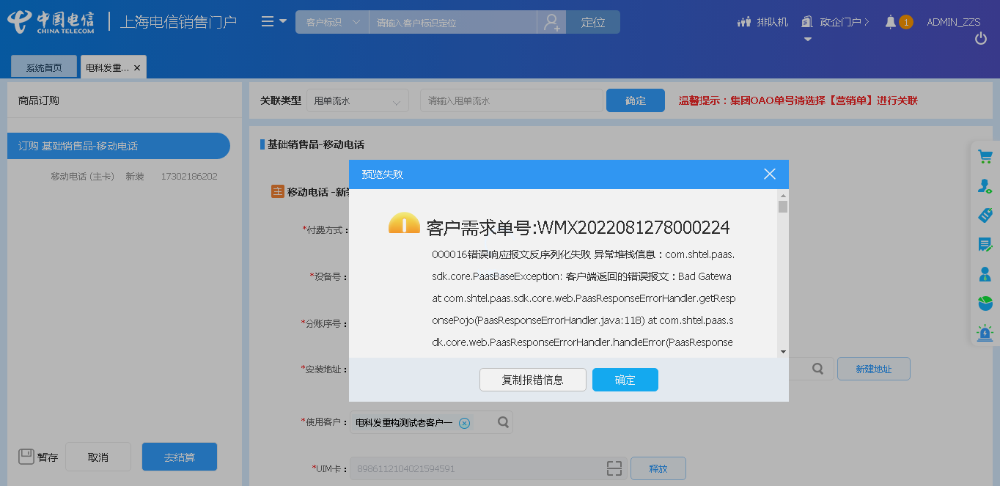 中国电信
CHINA TELECOM
上海电信销售门户
客户标识
请输入客户标识定位
定位
排队机
政企门户
1
ADMIN_ZZS
系统首页
电科发重...
商品订购
关联类型
甩单流水
请输入甩单流水
确定
温馨提示：集团OAO单号请选择【营销单】进行关联
订购 基础销售品-移动电话
移动电话 (主卡) 新装 17302186202
基础销售品-移动电话
预览失败
主 移动电话 -新装
*付费方式：
客户需求单号:WMX2022081278000224
000016错误响应报文反序列化失败 异常堆栈信息：com.shtel.paas.
*设备号：
sdk.core.PaasBaseException: 客户端返回的错误报文：Bad Gatewa
at com.shtel.paas.sdk.core.web.PaasResponseErrorHandler.getResp
*分账序号：
onsePojo(PaasResponseErrorHandler.java:118) at com.shtel.paas.s
dk.core.web.PaasResponseErrorHandler.handleError(PaasResponse
*安装地址：
新建地址
复制报错信息
确定
*使用客户：
电科发重构测试老客户一
暂存
取消
去结算
*UIM卡：
8986112104021594591
释放